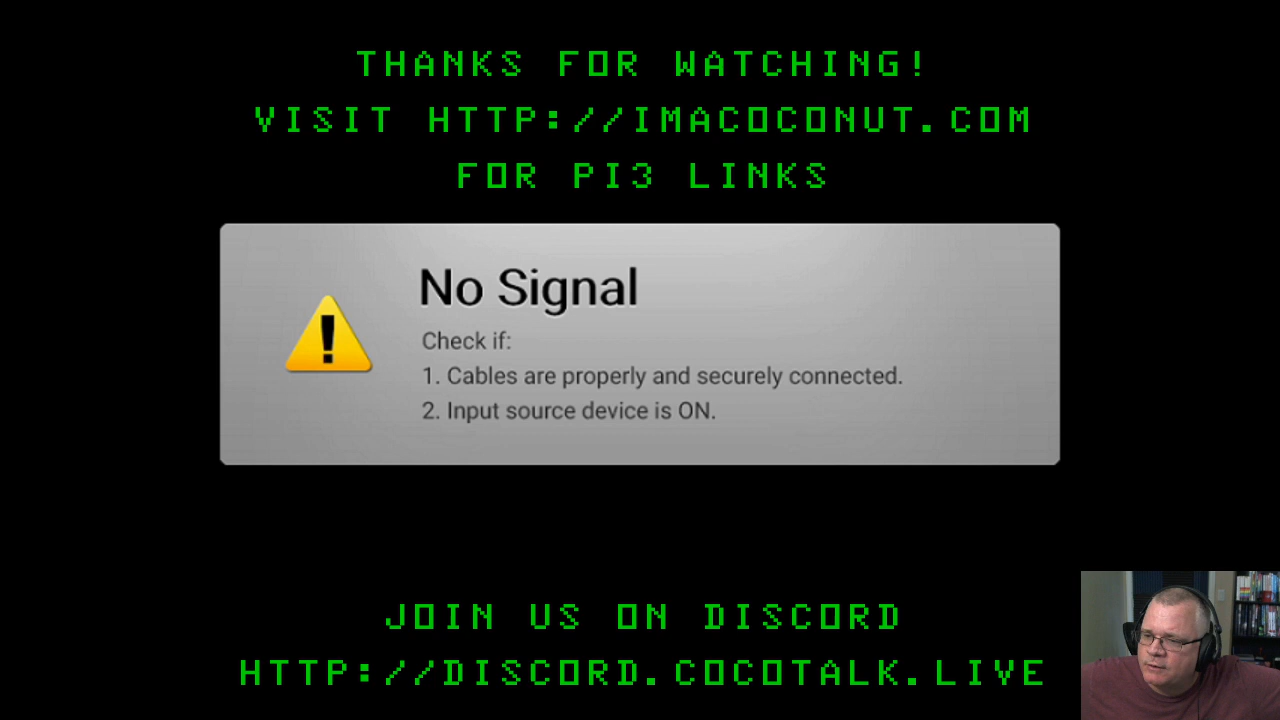 THANKS FOR WATCHING!
VISIT HTTP://IMACOCONUT.COM
FOR PI3 LINKS
No Signal
Check if:
1. Cables are properly and securely connected.
2. Input source device is ON.
JOIN US ON DISCORD
HTTP://DISCORD.COCOTALK.LIVE